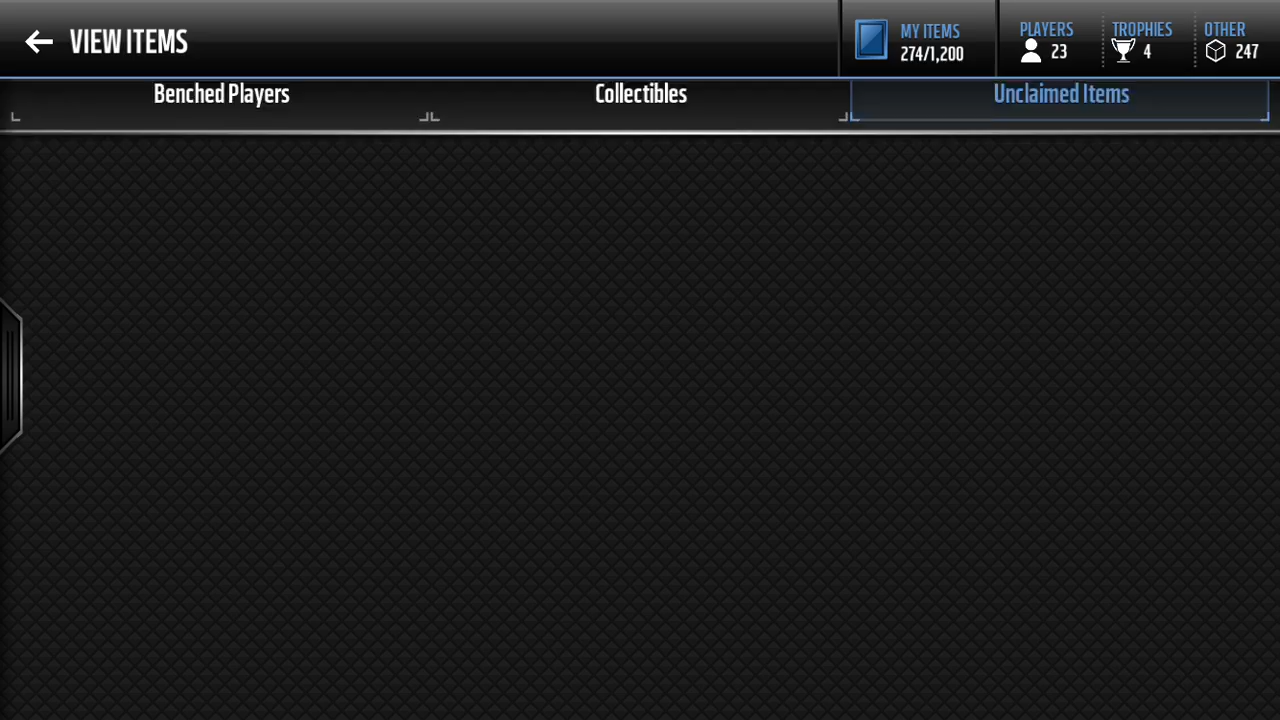 VIEW ITEMS
MY ITEMS
274/1,200
PLAYERS
23
TROPHIES
4
OTHER
247
Benched Players
Collectibles
Unclaimed Items